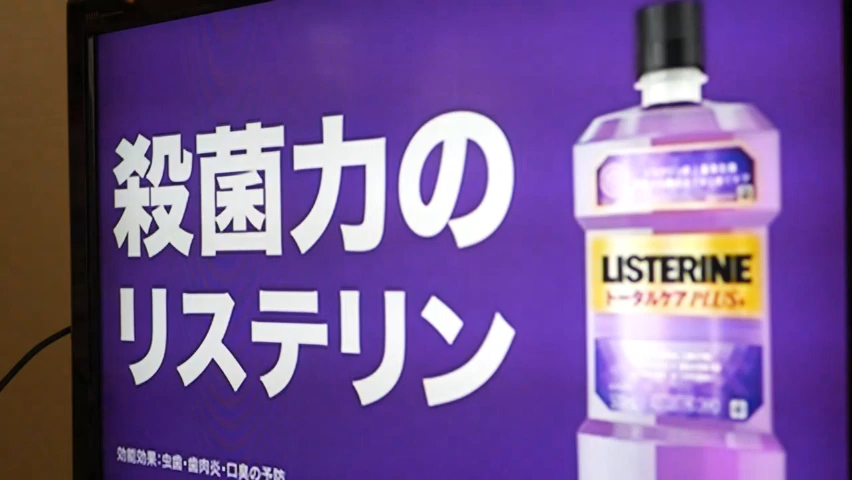 殺菌力の
リステリン
効能効果:虫歯・歯肉炎・口臭の予防
LISTERINE
トータルケア PLUS+